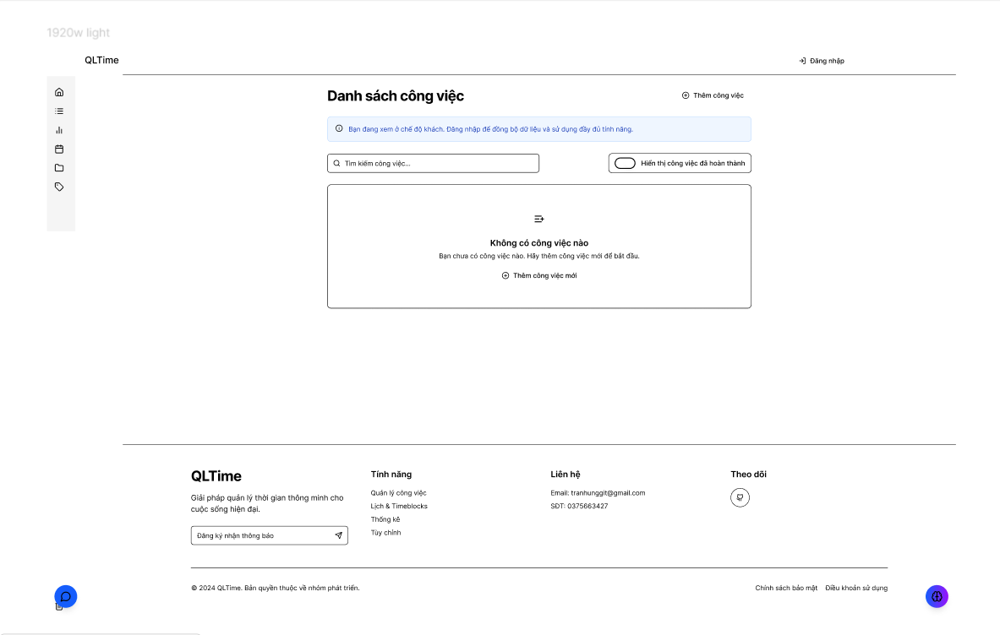 1920w light
QLTime
Đăng nhập
Danh sách công việc
Thêm công việc
Bạn đang xem ở chế độ khách. Đăng nhập để đồng bộ dữ liệu và sử dụng đầy đủ tính năng.
Tìm kiếm công việc...
Hiển thị công việc đã hoàn thành
Không có công việc nào
Bạn chưa có công việc nào. Hãy thêm công việc mới để bắt đầu.
Thêm công việc mới
QLTime
Giải pháp quản lý thời gian thông minh cho
cuộc sống hiện đại.
Đăng ký nhận thông báo
Tính năng
Quản lý công việc
Lịch & Timeblocks
Thống kê
Tùy chỉnh
Liên hệ
Email: tranhunggit@gmail.com
SĐT: 0375663427
Theo dõi
© 2024 QLTime. Bản quyền thuộc về nhóm phát triển.
Chính sách bảo mật
Điều khoản sử dụng